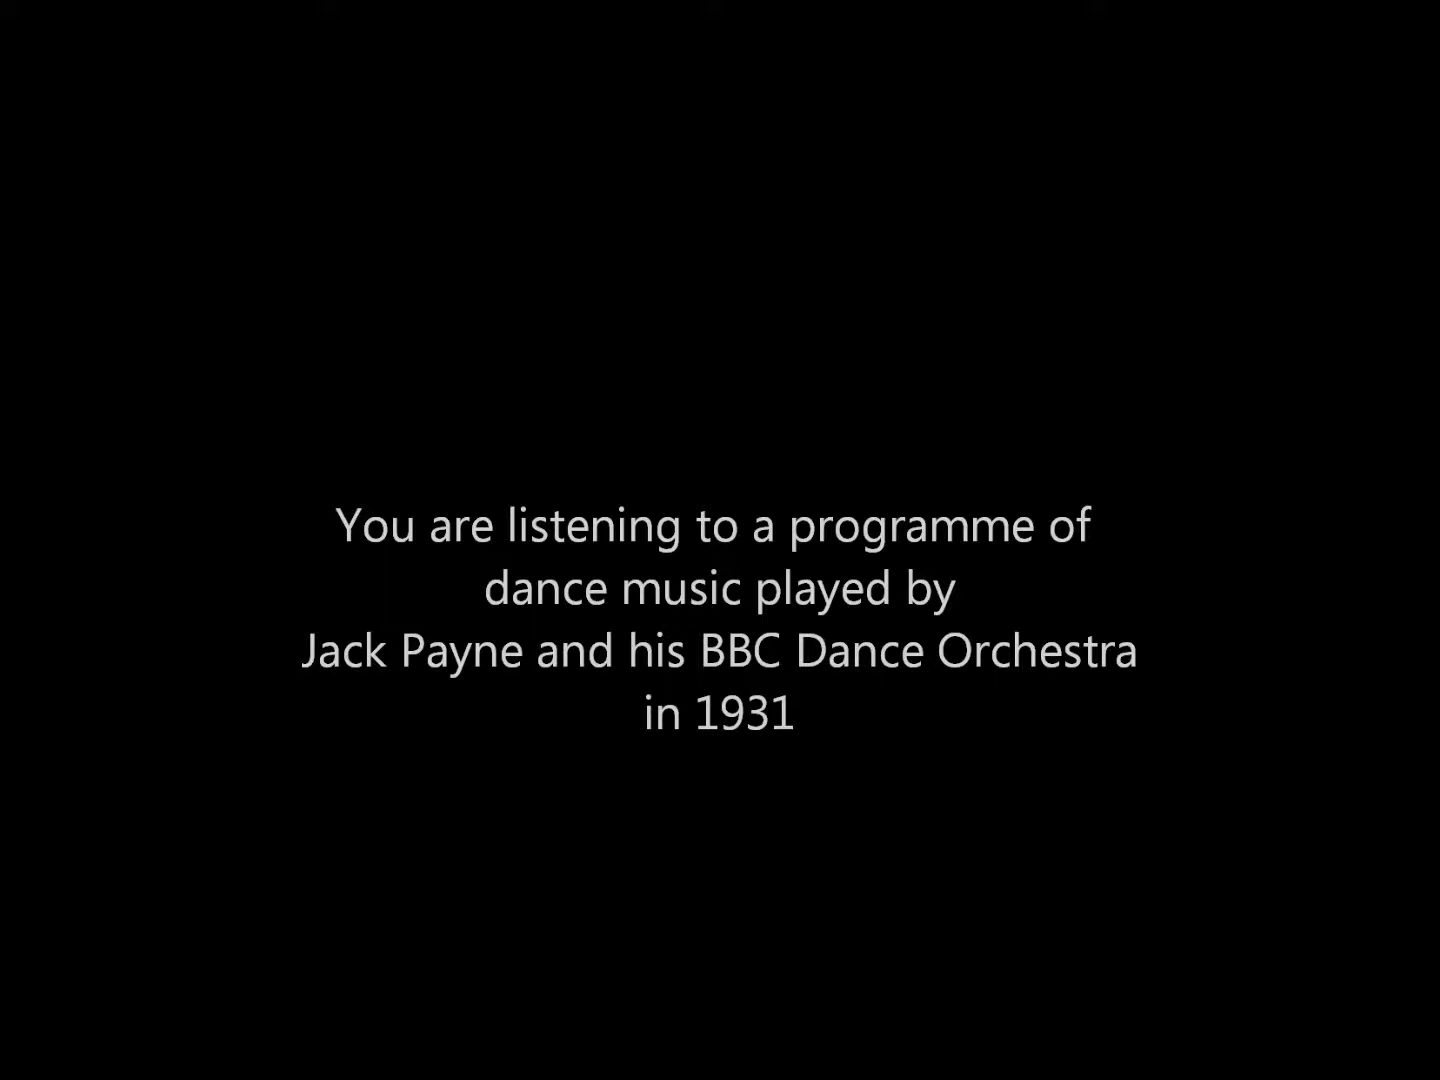 You are listening to a programme of
dance music played by
Jack Payne and his BBC Dance Orchestra
in 1931